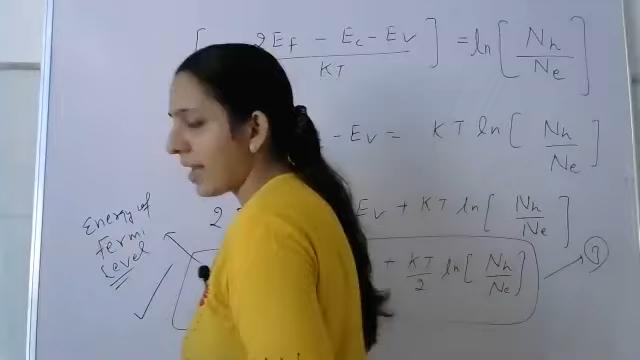 [ 2Ef - Ec - Ev / KT ] = ln [ Nh / Ne ]
- Ev = KT ln [ Nh / Ne ]
2 Ev + KT ln [ Nh / Ne ]
+ KT / 2 ln [ Nh / Ne ]
Energy of
Fermi
Level
9